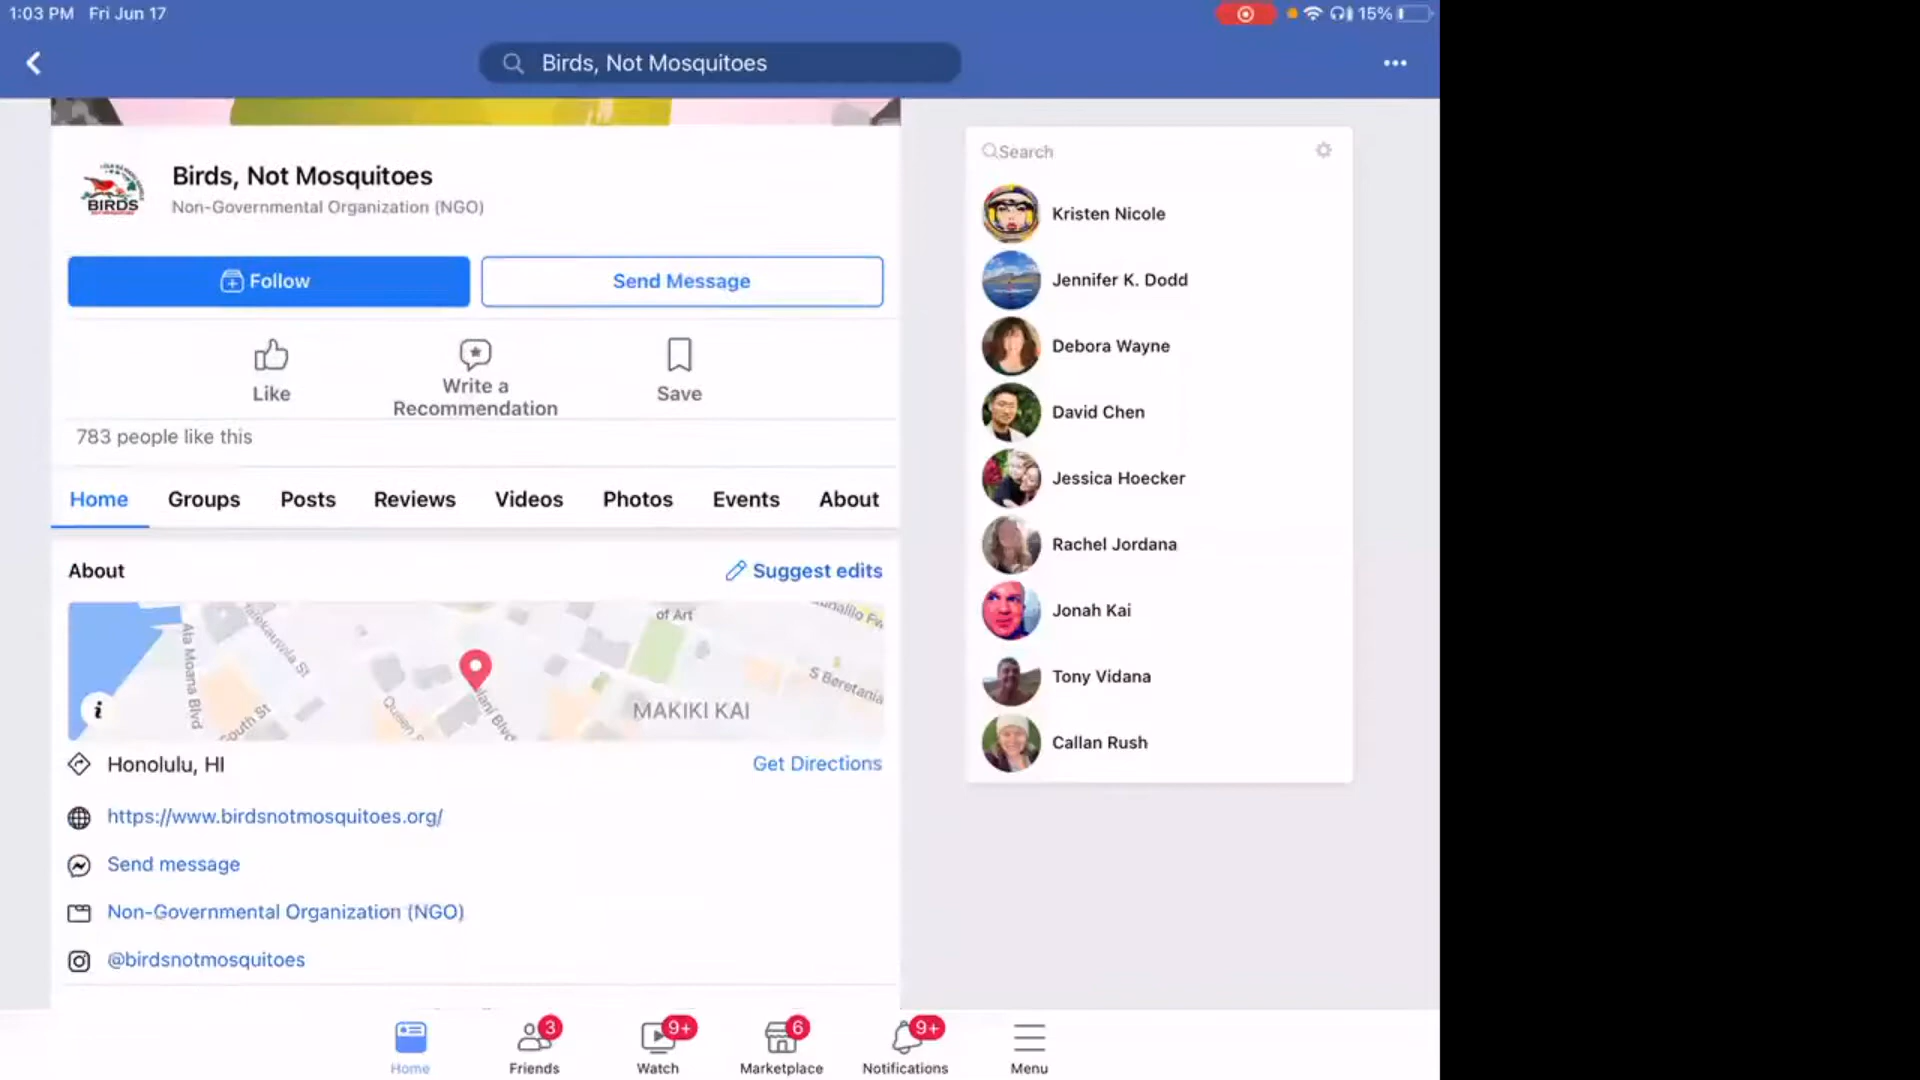 1:03 PM Fri Jun 17
15%
Birds, Not Mosquitoes
BIRDS
Birds, Not Mosquitoes
Non-Governmental Organization (NGO)
Follow
Send Message
Like
Write a
Recommendation
Save
783 people like this
Home Groups Posts Reviews Videos Photos Events About
About
Suggest edits
of Art
Ala Moana Blvd
South St
S Beretania
MAKIKI KAI
i
Honolulu, HI
Get Directions
https://www.birdsnotmosquitoes.org/
Send message
Non-Governmental Organization (NGO)
@birdsnotmosquitoes
Search
Kristen Nicole
Jennifer K. Dodd
Debora Wayne
David Chen
Jessica Hoecker
Rachel Jordana
Jonah Kai
Tony Vidana
Callan Rush
3
9+
6
9+
Home
Friends
Watch
Marketplace
Notifications
Menu